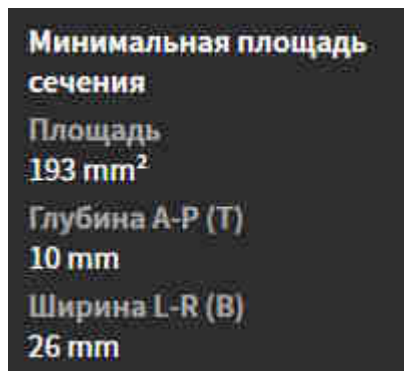 Минимальная площадь
сечения
Площадь
193 mm²
Глубина A-P (T)
10 mm
Ширина L-R (B)
26 mm